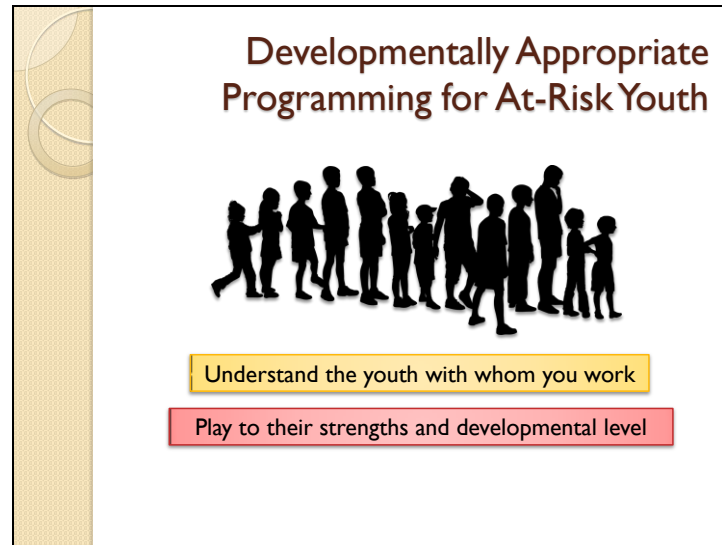 Developmentally Appropriate
Programming for At-Risk Youth
Understand the youth with whom you work
Play to their strengths and developmental level